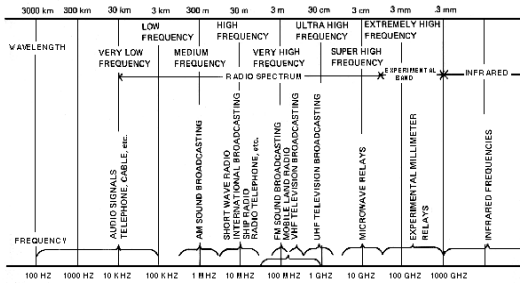 3000 km 300 km 30 km 3 km 300 m 30 m 3 m 30 cm 3 cm .3 cm .3 mm
LOW FREQUENCY
HIGH FREQUENCY
ULTRA HIGH FREQUENCY
EXTREMELY HIGH FREQUENCY
WAVELENGTH
VERY LOW FREQUENCY
MEDIUM FREQUENCY
VERY HIGH FREQUENCY
SUPER HIGH FREQUENCY
RADIO SPECTRUM
EXPERIMENTAL BAND
INFRARED
AUDIO SIGNALS
TELEPHONE, CABLE, etc.
AM SOUND BROADCASTING
SHORT WAVE RADIO
INTERNATIONAL BROADCASTING
SHIP RADIO
RADIO TELEPHONE, etc.
FM SOUND BROADCASTING
MOBILE LAND RADIO
VHF TELEVISION BROADCASTING
UHF TELEVISION BROADCASTING
MICROWAVE RELAYS
EXPERIMENTAL MILLIMETER
RELAYS
INFRARED FREQUENCIES
FREQUENCY
100 HZ 1000 HZ 10 KHZ 100 KHZ 1 MHZ 10 MHZ 100 MHZ 1 GHZ 10 GHZ 100 GHZ 1000 GHZ